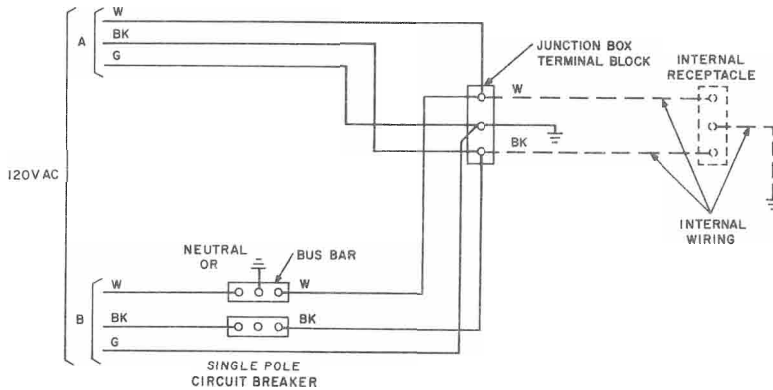 W
A
BK
G
JUNCTION BOX
TERMINAL BLOCK
INTERNAL
RECEPTACLE
W
BK
120VAC
INTERNAL
WIRING
NEUTRAL
OR
BUS BAR
W
W
B
BK
BK
G
SINGLE POLE
CIRCUIT BREAKER